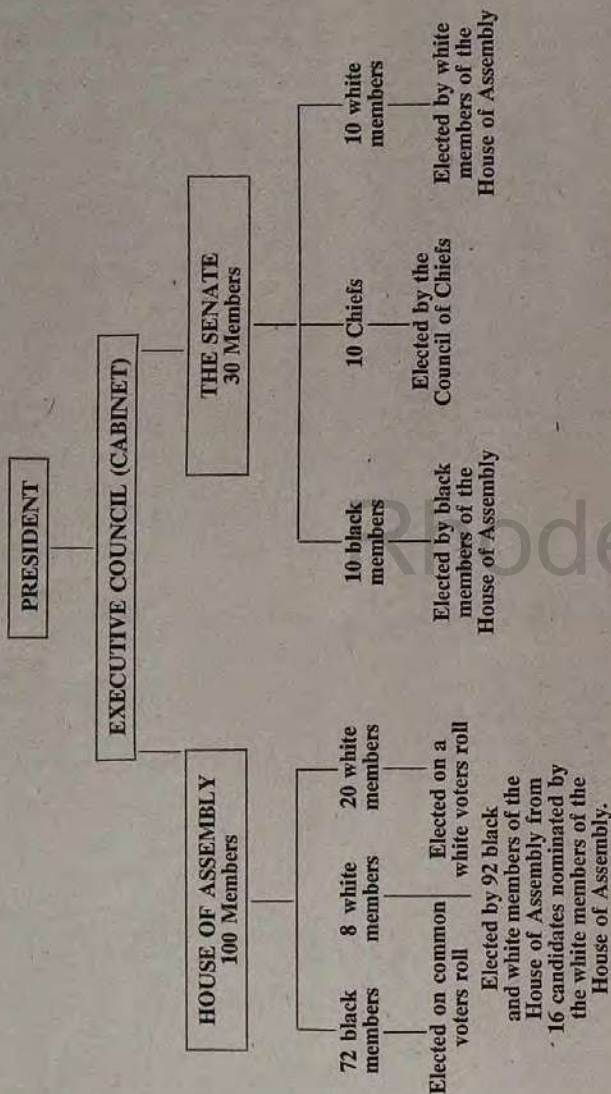 PRESIDENT
EXECUTIVE COUNCIL (CABINET)
HOUSE OF ASSEMBLY
100 Members
72 black
members
8 white
members
20 white
members
Elected on common
voters roll
Elected on a
white voters roll
Elected by 92 black
and white members of the
House of Assembly from
16 candidates nominated by
the white members of the
House of Assembly.
THE SENATE
30 Members
10 black
members
10 Chiefs
10 white
members
Elected by black
members of the
House of Assembly
Elected by the
Council of Chiefs
Elected by white
members of the
House of Assembly
Rhode